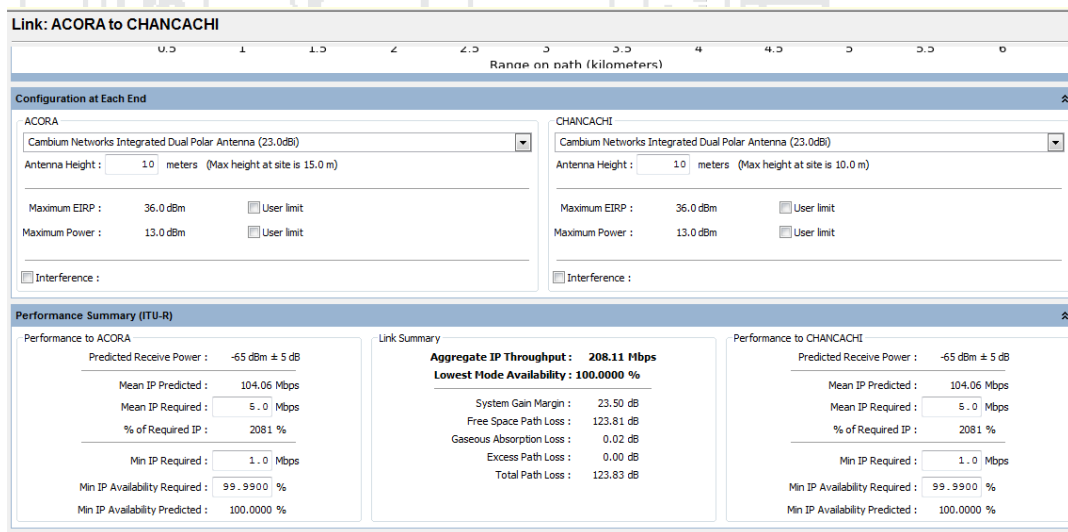 Link: ACORA to CHANCACHI
0.5 1 1.5 2 2.5 3 3.5 4 4.5 5 5.5 6
Range on path (kilometers)
Configuration at Each End
ACORA
Cambium Networks Integrated Dual Polar Antenna (23.0dBi)
Antenna Height : 10 meters (Max height at site is 15.0 m)
Maximum EIRP : 36.0 dBm User limit
Maximum Power : 13.0 dBm User limit
Interference :
CHANCACHI
Cambium Networks Integrated Dual Polar Antenna (23.0dBi)
Antenna Height : 10 meters (Max height at site is 10.0 m)
Maximum EIRP : 36.0 dBm User limit
Maximum Power : 13.0 dBm User limit
Interference :
Performance Summary (ITU-R)
Performance to ACORA
Predicted Receive Power : -65 dBm ± 5 dB
Mean IP Predicted : 104.06 Mbps
Mean IP Required : 5.0 Mbps
% of Required IP : 2081 %
Min IP Required : 1.0 Mbps
Min IP Availability Required : 99.9900 %
Min IP Availability Predicted : 100.0000 %
Link Summary
Aggregate IP Throughput : 208.11 Mbps
Lowest Mode Availability : 100.0000 %
System Gain Margin : 23.50 dB
Free Space Path Loss : 123.81 dB
Gaseous Absorption Loss : 0.02 dB
Excess Path Loss : 0.00 dB
Total Path Loss : 123.83 dB
Performance to CHANCACHI
Predicted Receive Power : -65 dBm ± 5 dB
Mean IP Predicted : 104.06 Mbps
Mean IP Required : 5.0 Mbps
% of Required IP : 2081 %
Min IP Required : 1.0 Mbps
Min IP Availability Required : 99.9900 %
Min IP Availability Predicted : 100.0000 %